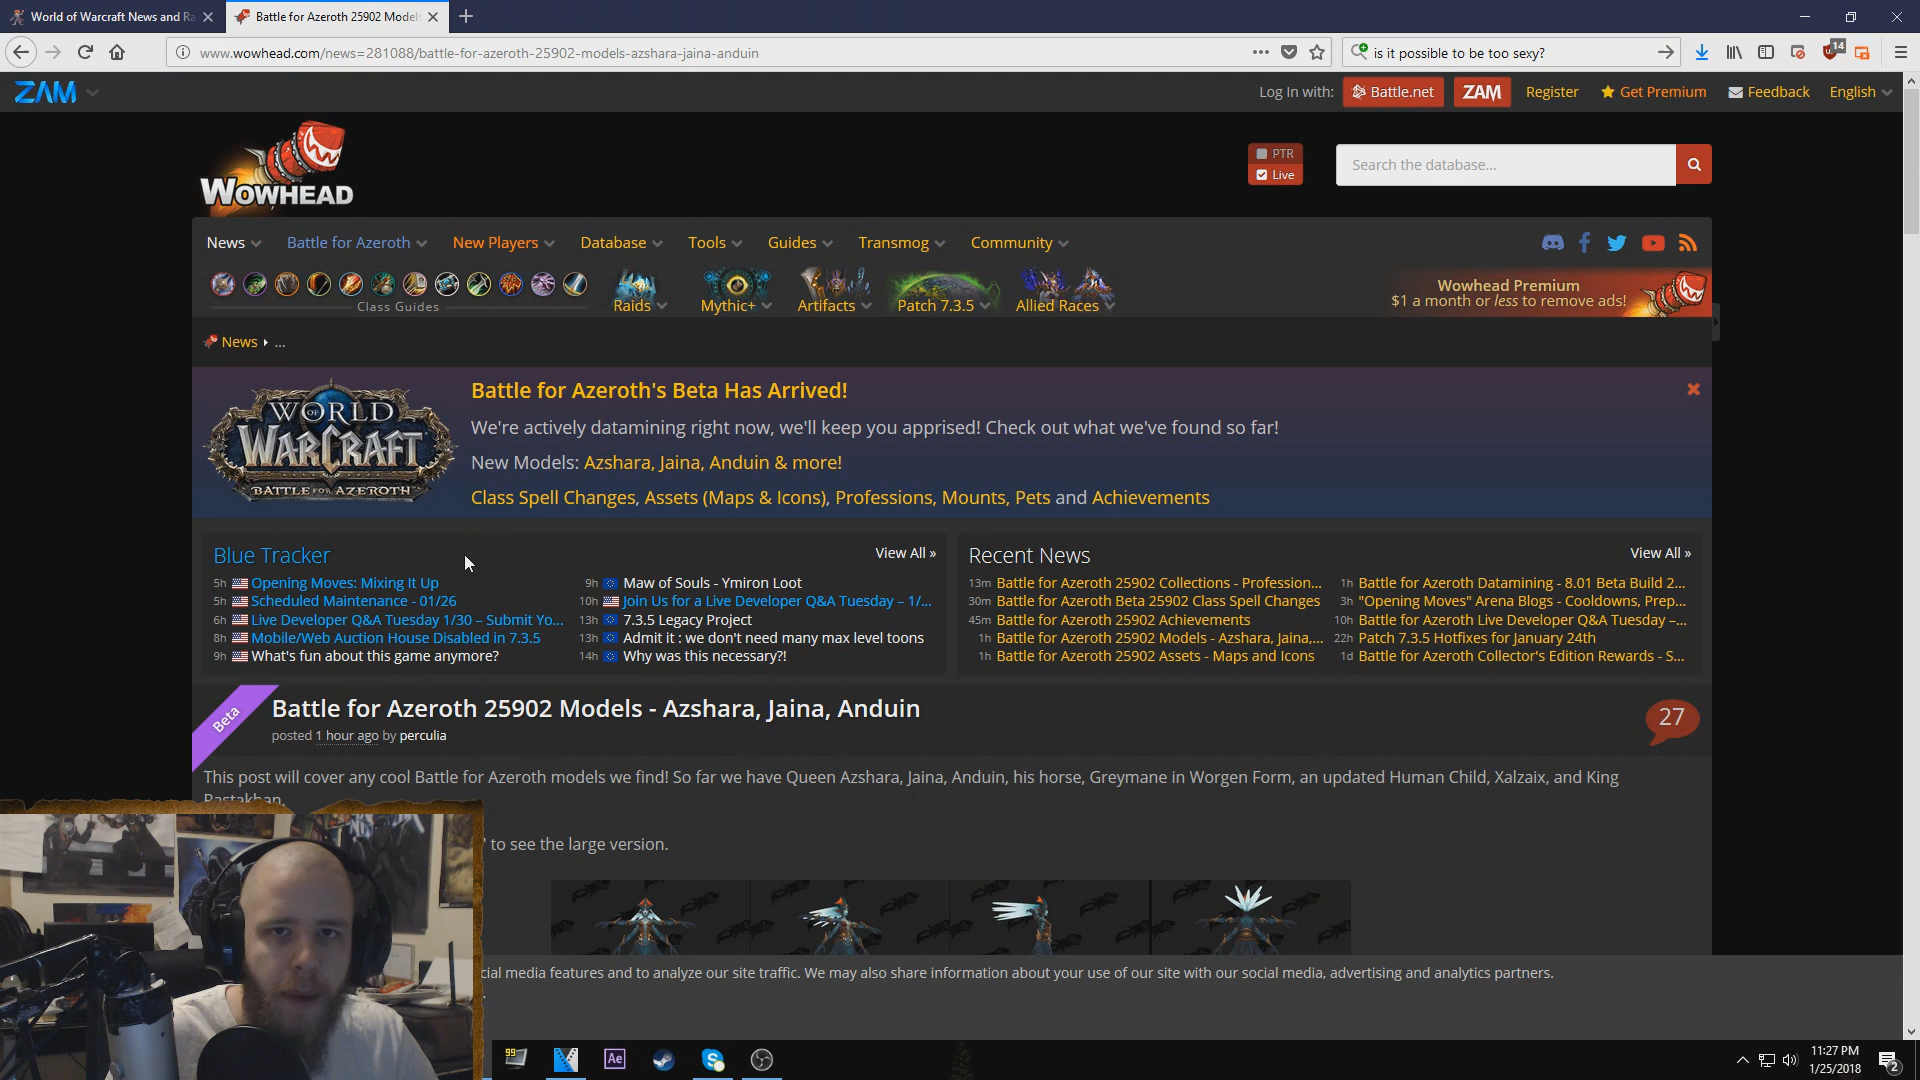 World of Warcraft News and Ra
Battle for Azeroth 25902 Model
www.wowhead.com/news=281088/battle-for-azeroth-25902-models-azshara-jaina-anduin
is it possible to be too sexy?
14
ZAM
Log In with:
Battle.net
ZAM
Register
Get Premium
Feedback
English
WOWHEAD
PTR
Live
Search the database...
News
Battle for Azeroth
New Players
Database
Tools
Guides
Transmog
Community
Class Guides
Raids
Mythic+
Artifacts
Patch 7.3.5
Allied Races
Wowhead Premium
$1 a month or less to remove ads!
News
...
WORLD OF WARCRAFT
BATTLE FOR AZEROTH
Battle for Azeroth's Beta Has Arrived!
We're actively datamining right now, we'll keep you apprised! Check out what we've found so far!
New Models: Azshara, Jaina, Anduin & more!
Class Spell Changes, Assets (Maps & Icons), Professions, Mounts, Pets and Achievements
Blue Tracker
View All »
5h Opening Moves: Mixing It Up
5h Scheduled Maintenance - 01/26
6h Live Developer Q&A Tuesday 1/30 – Submit Yo...
8h Mobile/Web Auction House Disabled in 7.3.5
9h What's fun about this game anymore?
9h Maw of Souls - Ymiron Loot
10h Join Us for a Live Developer Q&A Tuesday – 1/...
13h 7.3.5 Legacy Project
13h Admit it : we don't need many max level toons
14h Why was this necessary?!
Recent News
View All »
13m Battle for Azeroth 25902 Collections - Profession...
30m Battle for Azeroth Beta 25902 Class Spell Changes
45m Battle for Azeroth 25902 Achievements
1h Battle for Azeroth 25902 Models - Azshara, Jaina,...
1h Battle for Azeroth 25902 Assets - Maps and Icons
1h Battle for Azeroth Datamining - 8.01 Beta Build 2...
3h "Opening Moves" Arena Blogs - Cooldowns, Prep...
10h Battle for Azeroth Live Developer Q&A Tuesday –...
22h Patch 7.3.5 Hotfixes for January 24th
1d Battle for Azeroth Collector's Edition Rewards - S...
Beta
Battle for Azeroth 25902 Models - Azshara, Jaina, Anduin
posted 1 hour ago by perculia
27
This post will cover any cool Battle for Azeroth models we find! So far we have Queen Azshara, Jaina, Anduin, his horse, Greymane in Worgen Form, an updated Human Child, Xalzaix, and King
Rastakhan.
to see the large version.
cial media features and to analyze our site traffic. We may also share information about your use of our site with our social media, advertising and analytics partners.
99
Ae
11:27 PM
1/25/2018
2